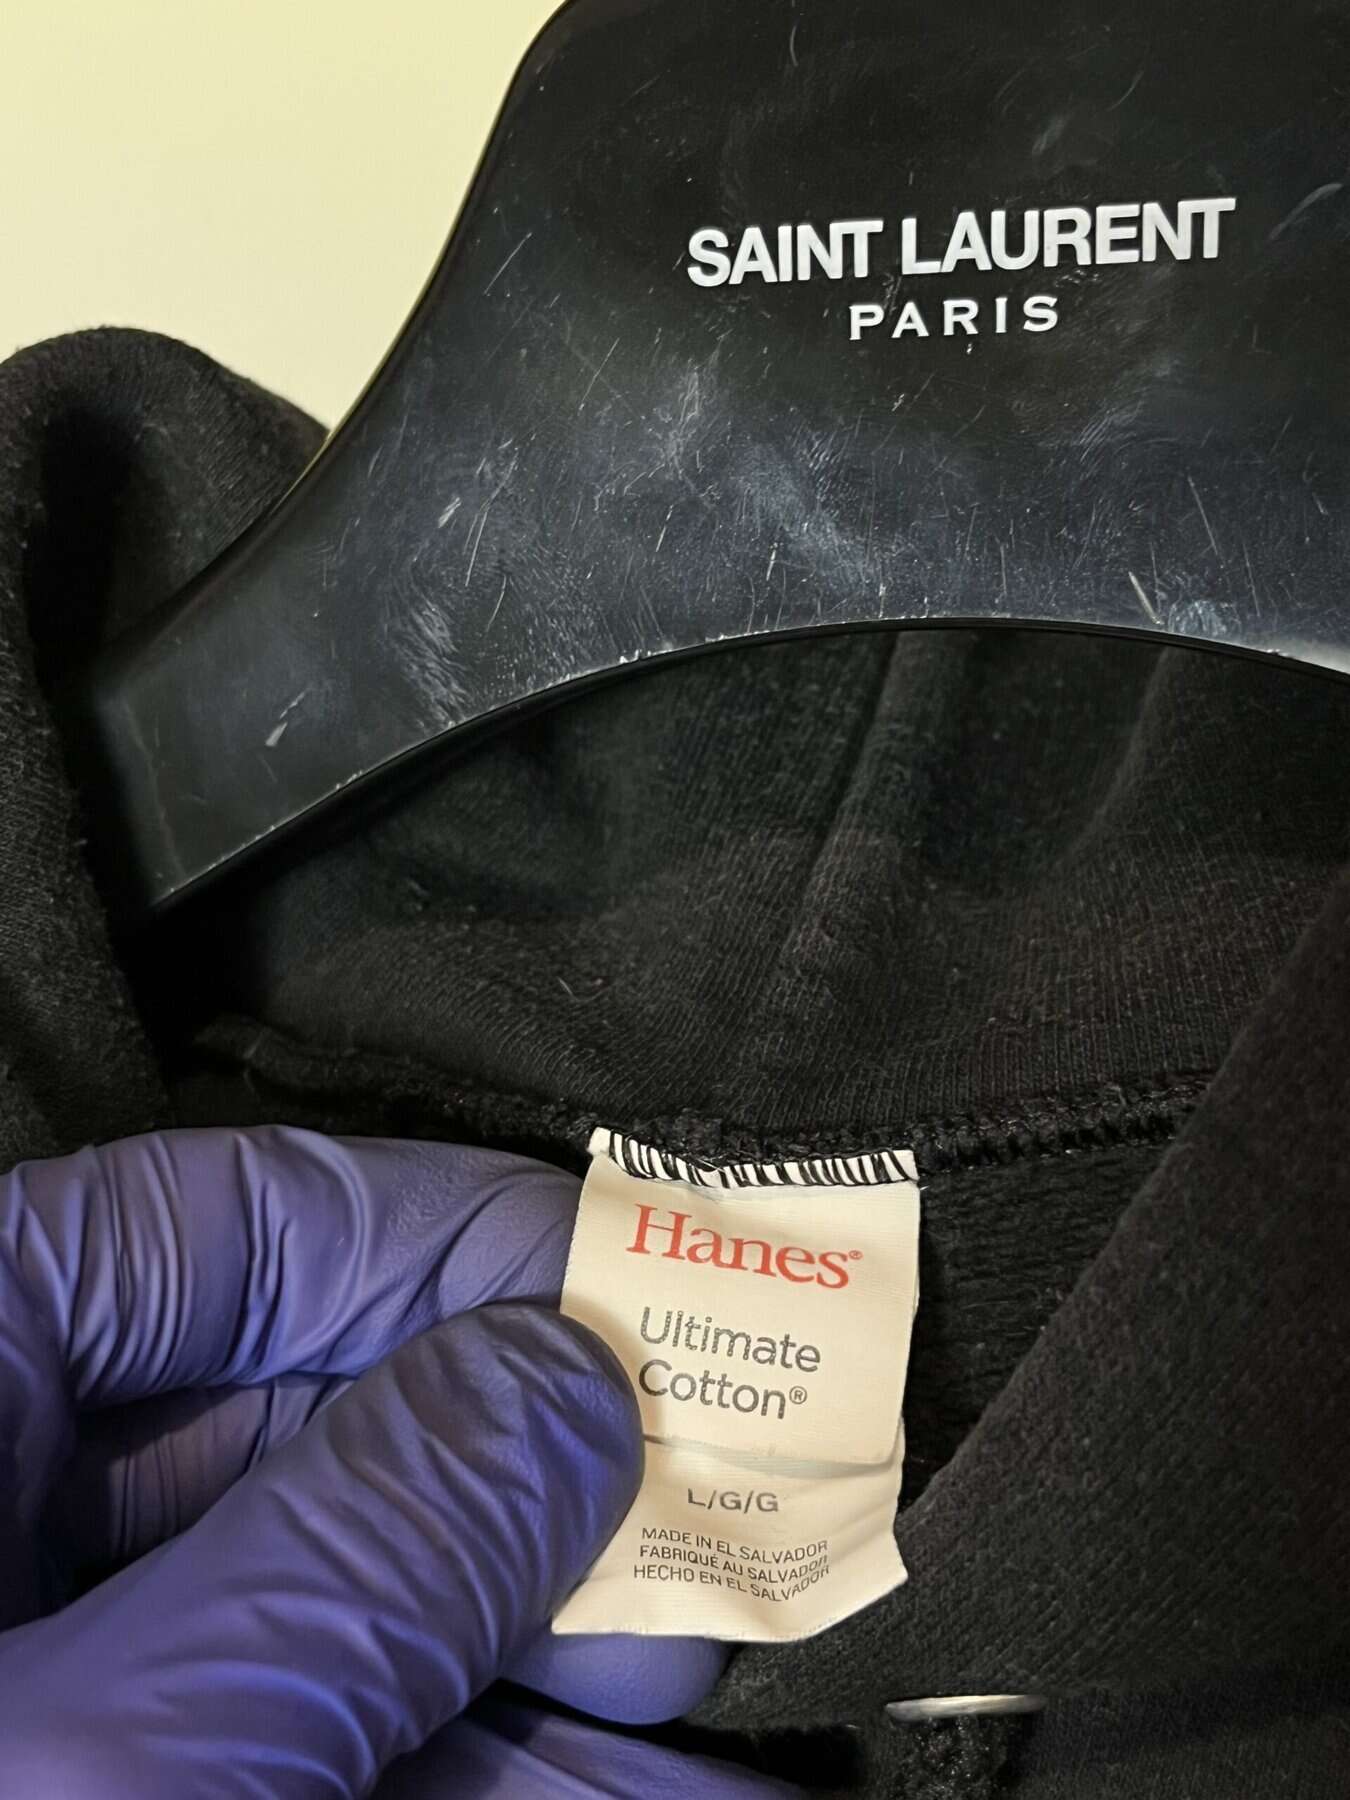 SAINT LAURENT
PARIS
Hanes®
Ultimate
Cotton®
L/G/G
MADE IN EL SALVADOR
FABRIQUÉ AU SALVADOR
HECHO EN EL SALVADOR